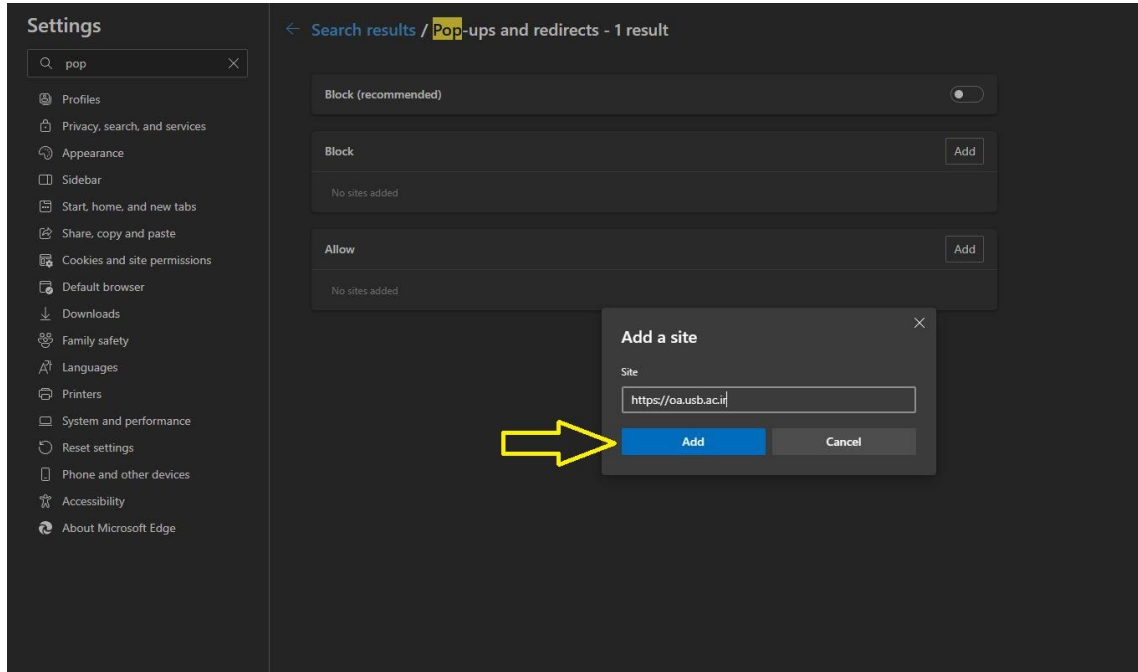 Settings
pop
Profiles
Privacy, search, and services
Appearance
Sidebar
Start, home, and new tabs
Share, copy and paste
Cookies and site permissions
Default browser
Downloads
Family safety
Languages
Printers
System and performance
Reset settings
Phone and other devices
Accessibility
About Microsoft Edge
Search results / Pop-ups and redirects - 1 result
Block (recommended)
Block Add
No sites added
Allow Add
No sites added
Add a site
Site
https://oa.usb.ac.ir
Add Cancel